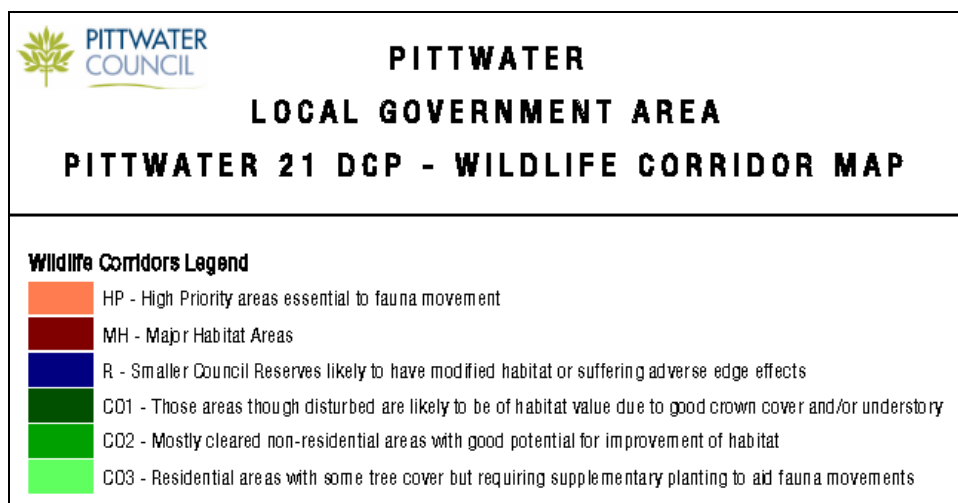 PITTWATER
COUNCIL
PITTWATER
LOCAL GOVERNMENT AREA
PITTWATER 21 DCP - WILDLIFE CORRIDOR MAP
Wildlife Corridors Legend
HP - High Priority areas essential to fauna movement
MH - Major Habitat Areas
R - Smaller Council Reserves likely to have modified habitat or suffering adverse edge effects
CO1 - Those areas though disturbed are likely to be of habitat value due to good crown cover and/or understory
CO2 - Mostly cleared non-residential areas with good potential for improvement of habitat
CO3 - Residential areas with some tree cover but requiring supplementary planting to aid fauna movements